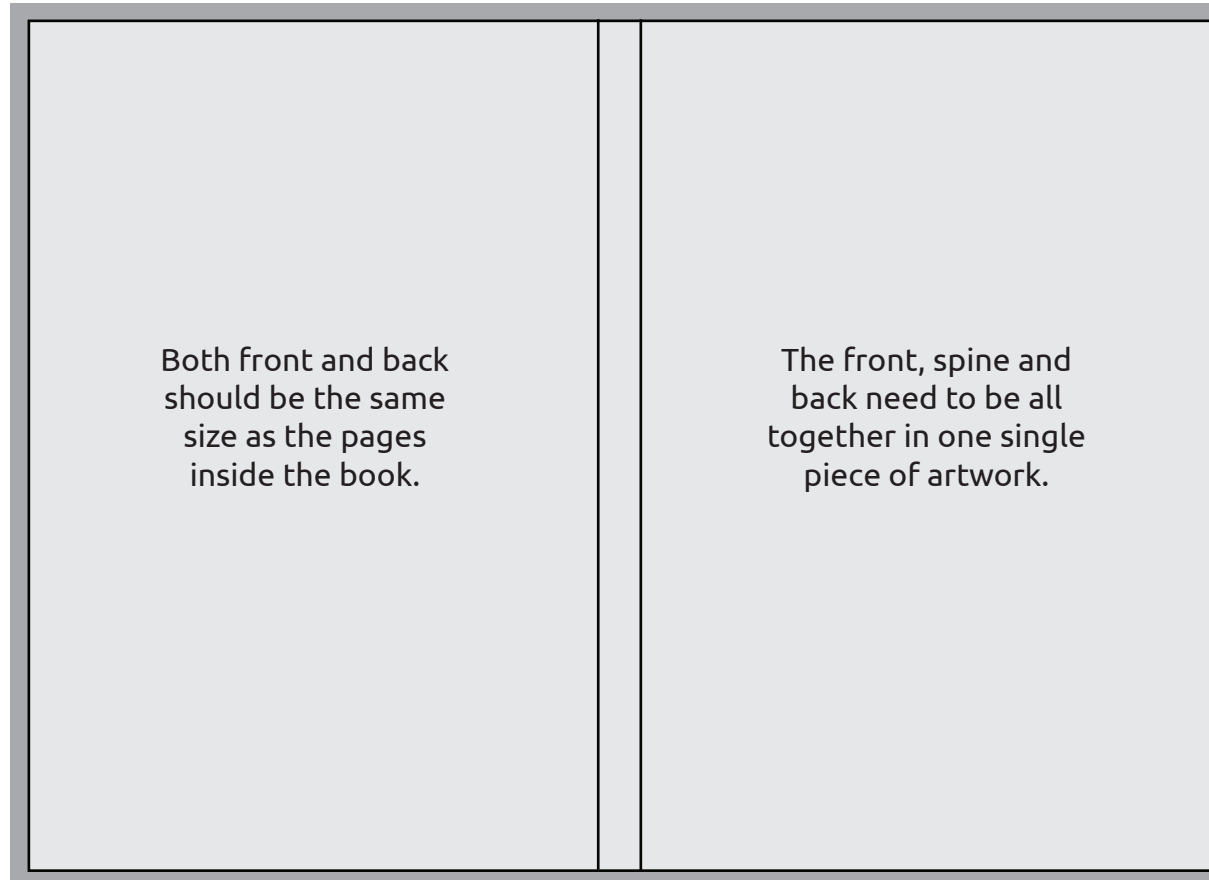 Both front and back
should be the same
size as the pages
inside the book.
The front, spine and
back need to be all
together in one single
piece of artwork.